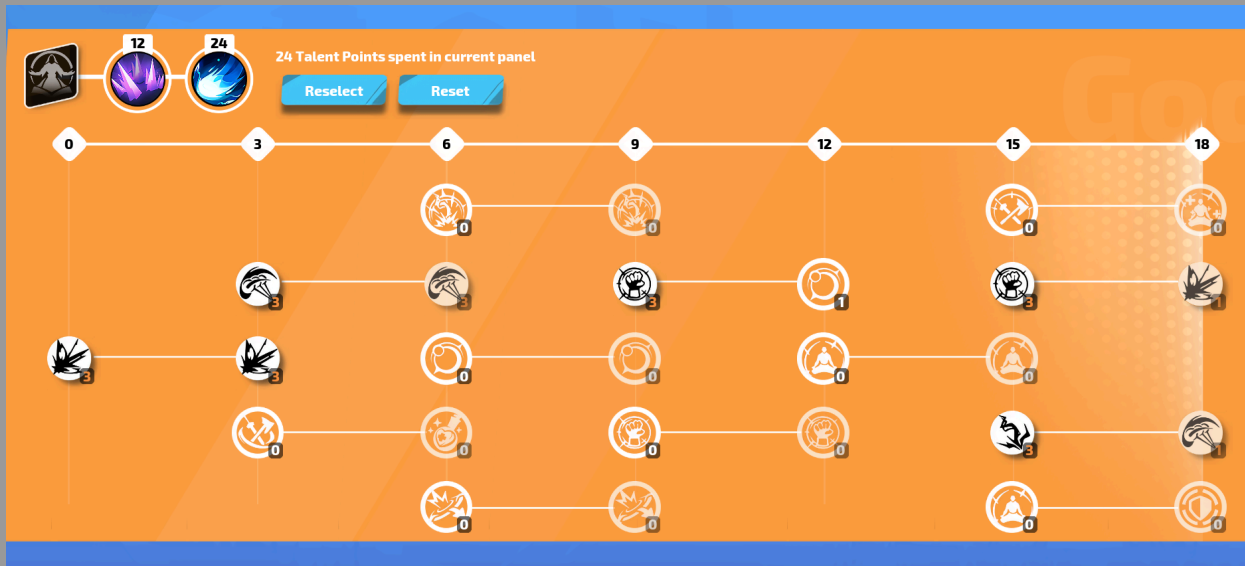 12 24
24 Talent Points spent in current panel
Reselect Reset
Goo
0 3 6 9 12 15 18
0 0 0 0
3 3 3 1 3 1
3 3 0 0 0 0
0 0 0 0 3 1
0 0 0 0